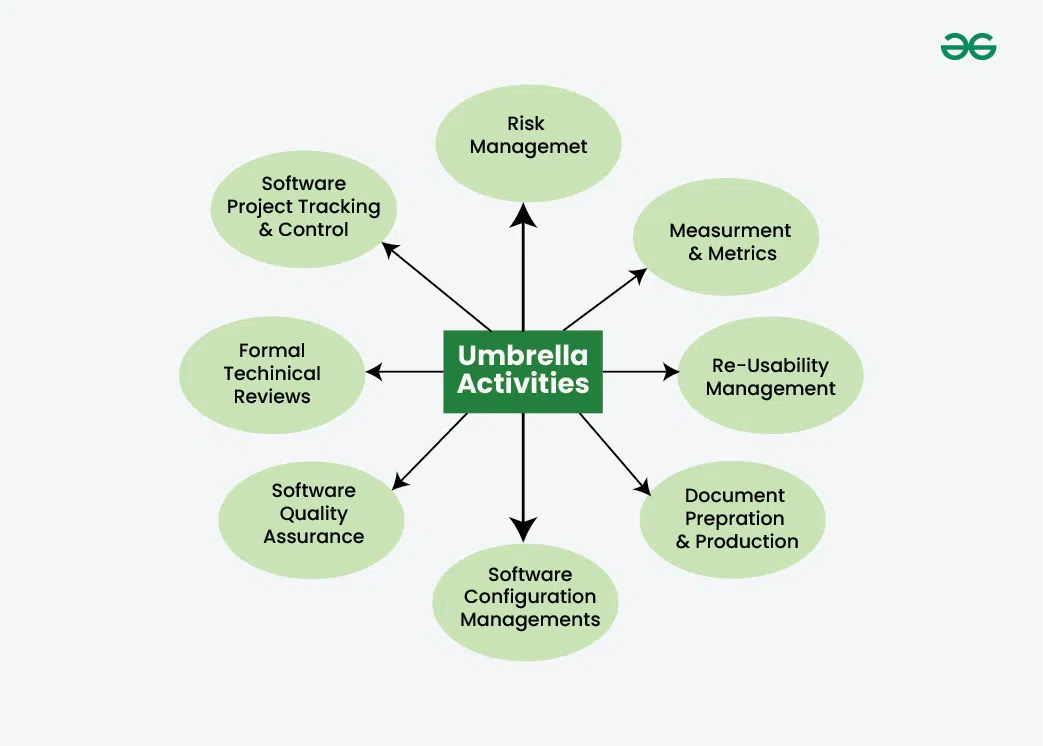 Risk
Managemet
Software
Project Tracking
& Control
Measurment
& Metrics
Umbrella
Activities
Formal
Techinical
Reviews
Re-Usability
Management
Software
Quality
Assurance
Document
Prepration
& Production
Software
Configuration
Managements